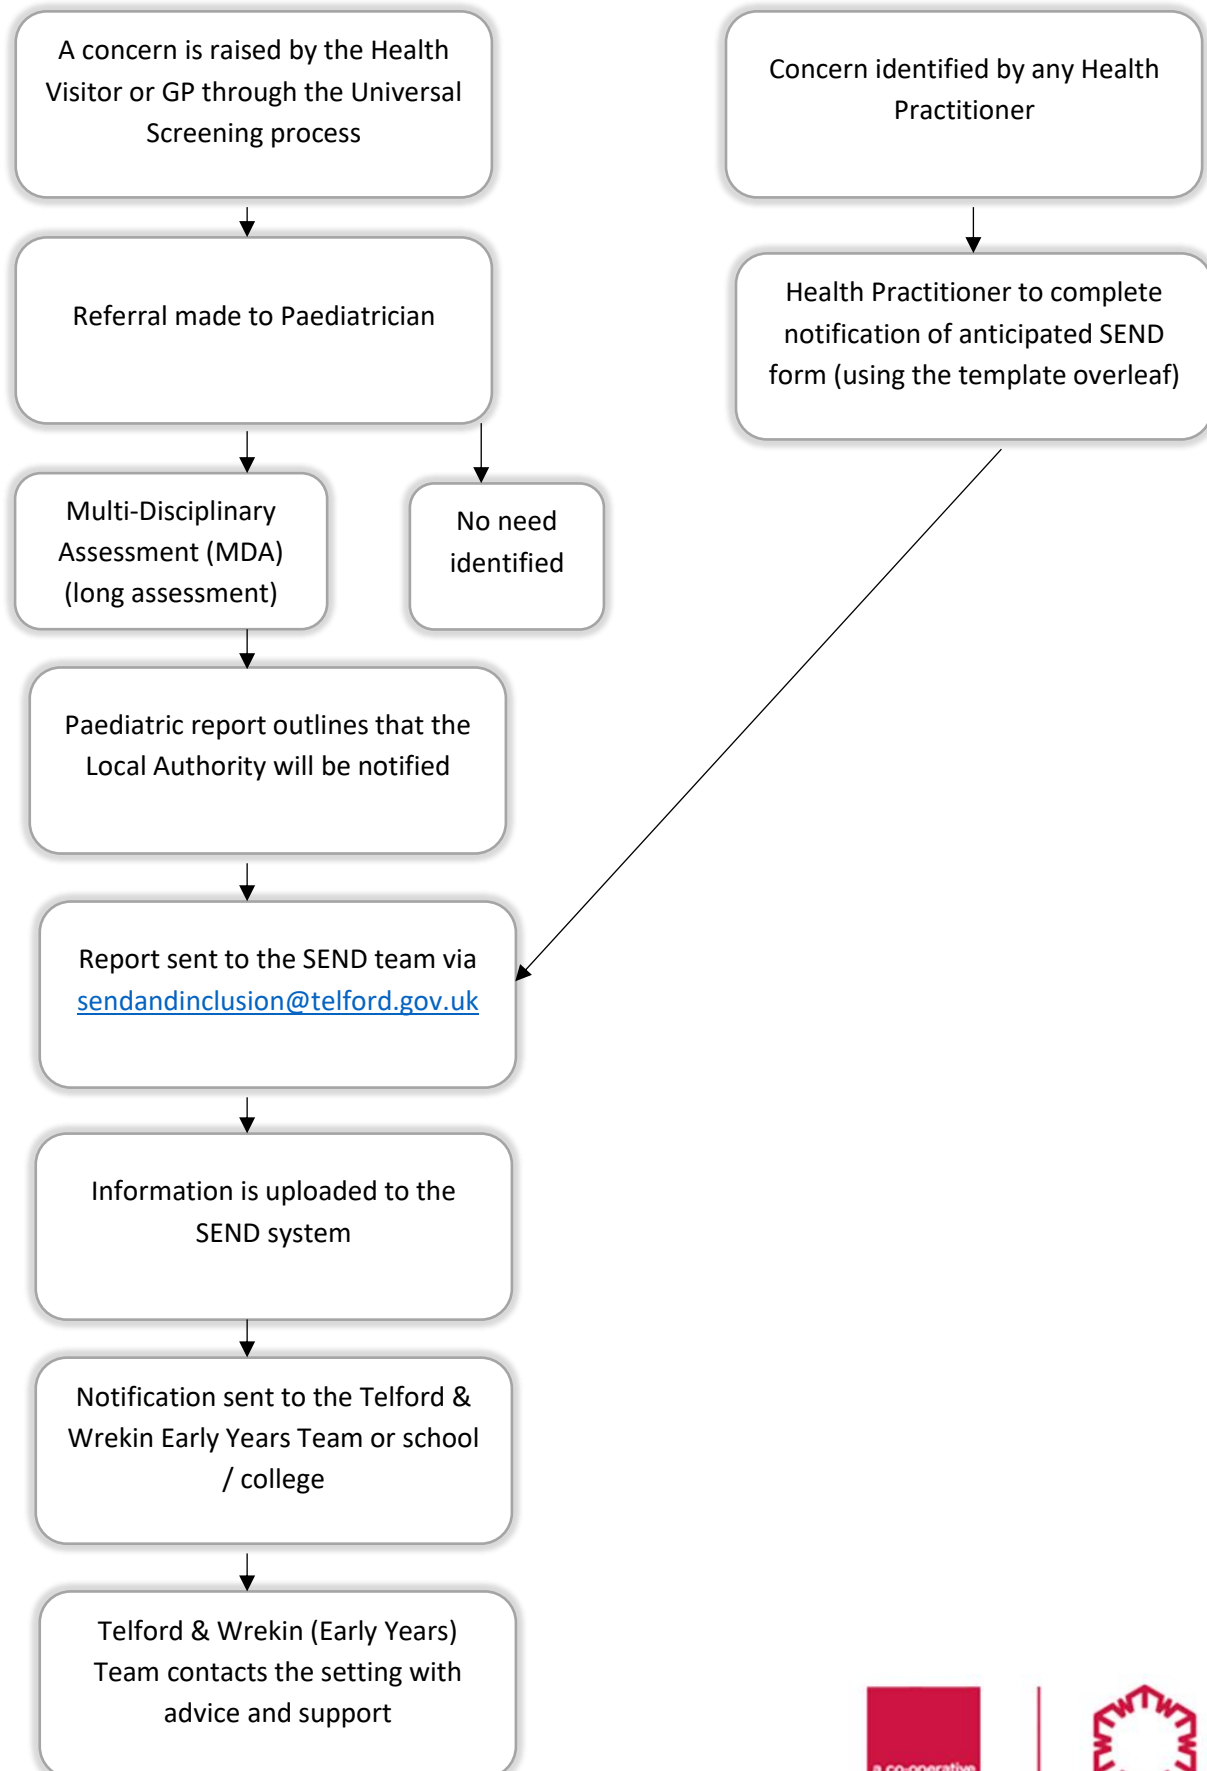 A concern is raised by the Health
Visitor or GP through the Universal
Screening process
Concern identified by any Health
Practitioner
Referral made to Paediatrician
Health Practitioner to complete
notification of anticipated SEND
form (using the template overleaf)
Multi-Disciplinary
Assessment (MDA)
(long assessment)
No need
identified
Paediatric report outlines that the
Local Authority will be notified
Report sent to the SEND team via
sendandinclusion@telford.gov.uk
Information is uploaded to the
SEND system
Notification sent to the Telford &
Wrekin Early Years Team or school
/ college
Telford & Wrekin (Early Years)
Team contacts the setting with
advice and support
a co-operative